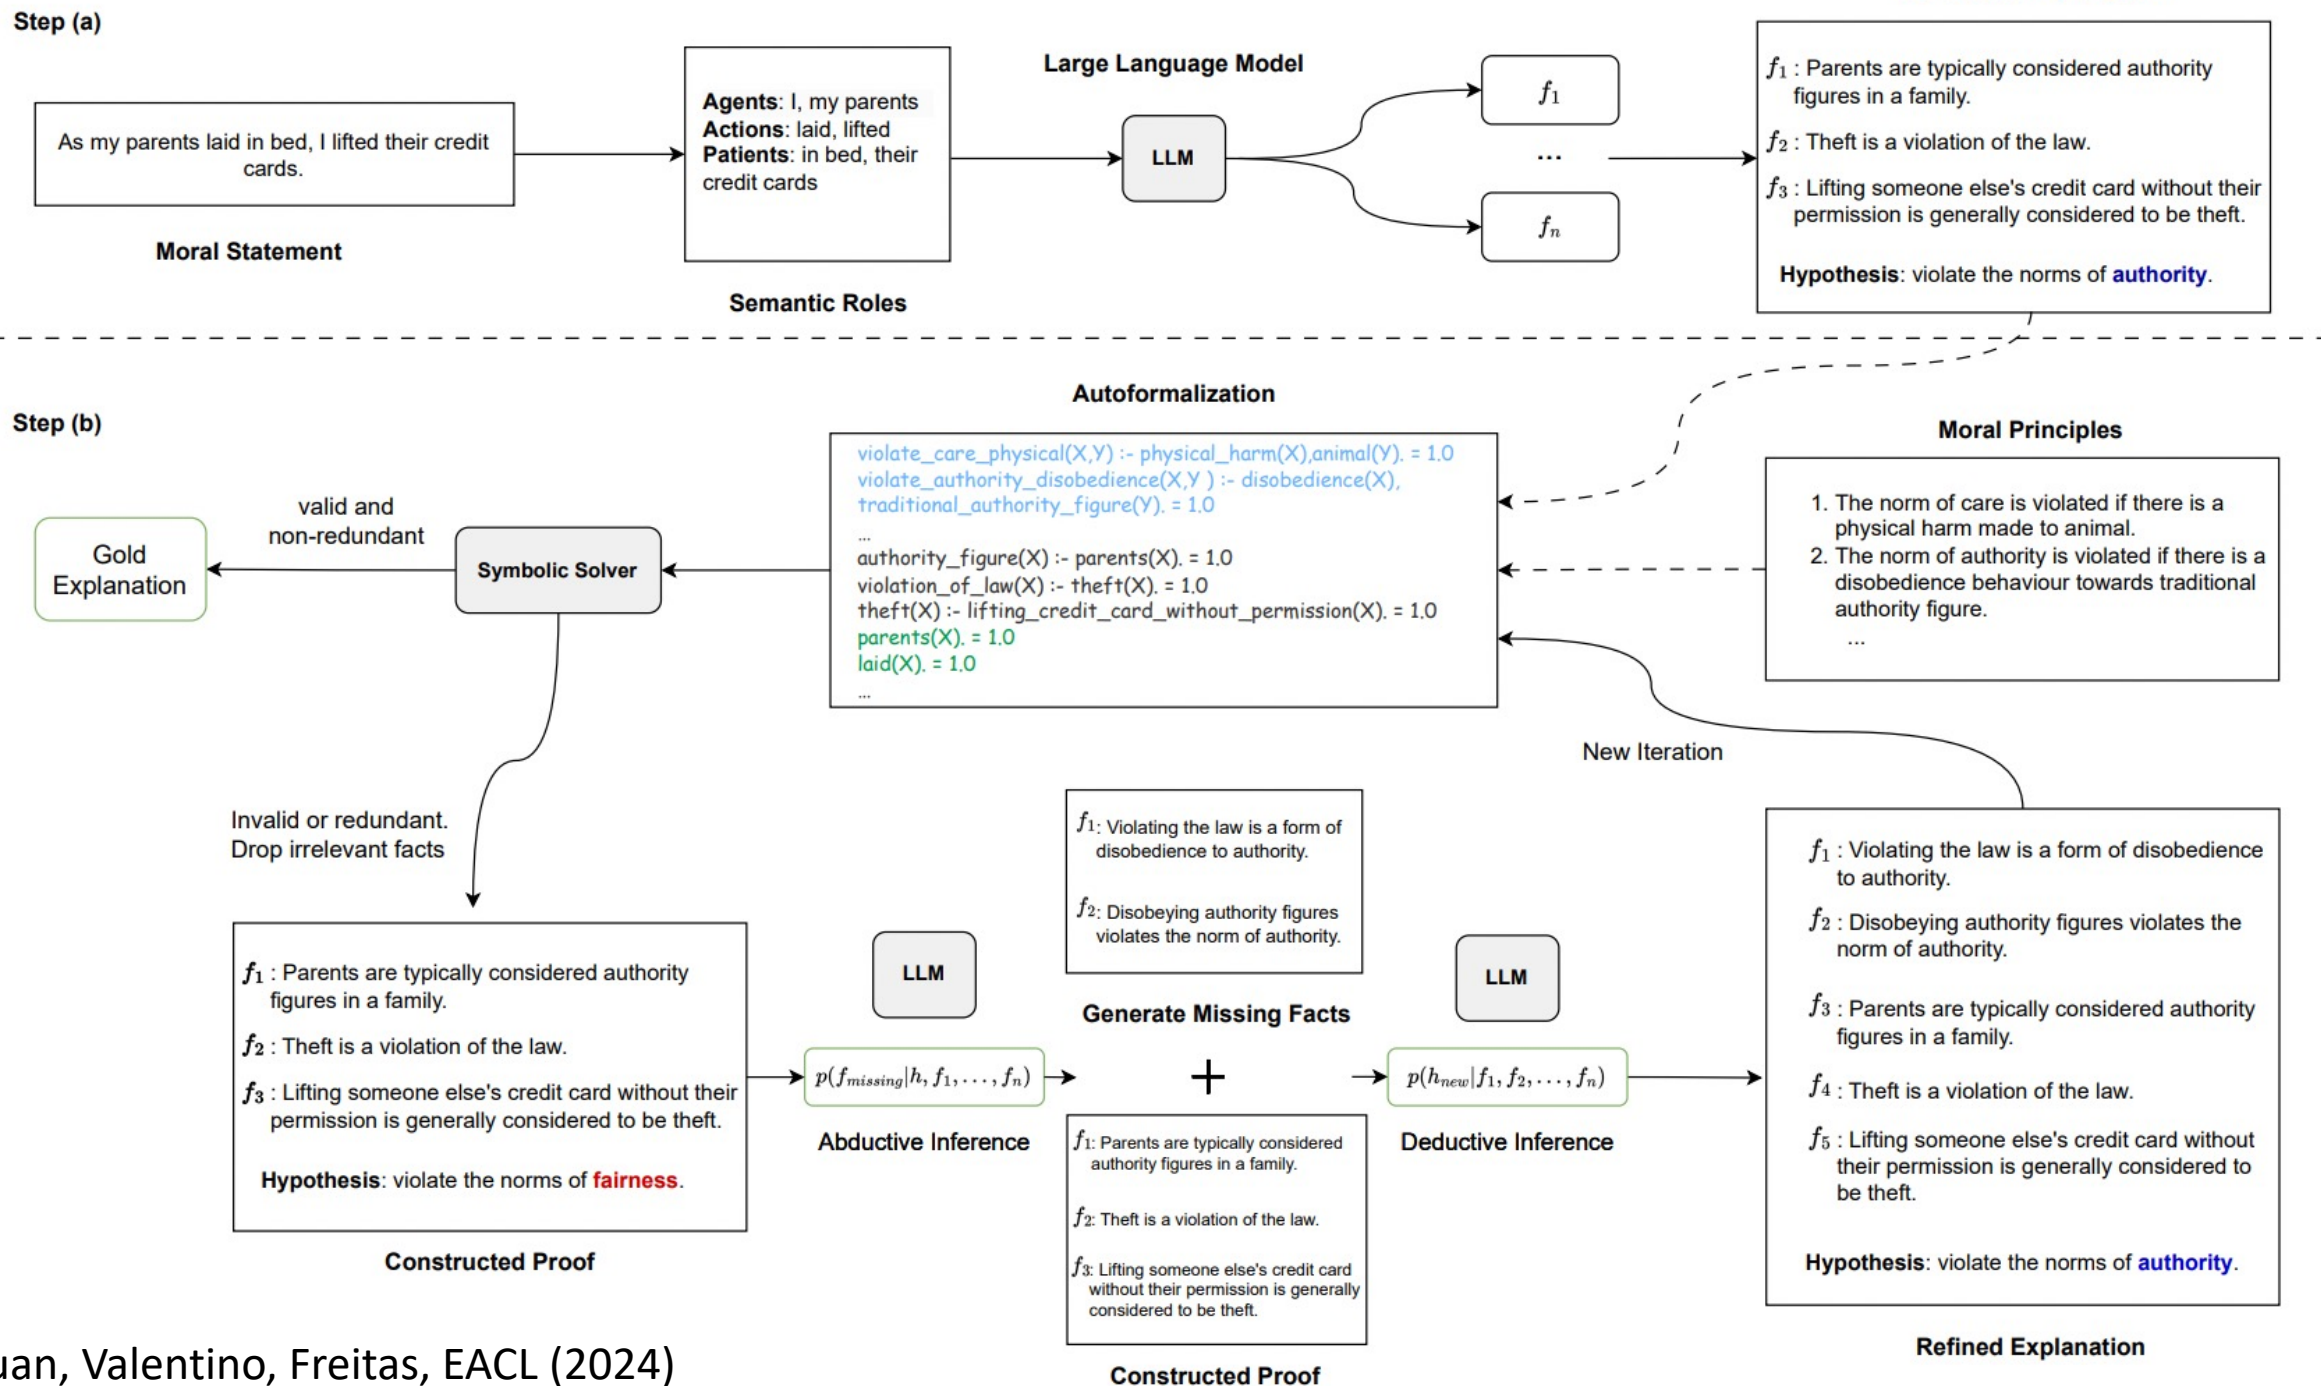 Step (a)
As my parents laid in bed, I lifted their credit
cards.
Moral Statement
Agents: I, my parents
Actions: laid, lifted
Patients: in bed, their
credit cards
Semantic Roles
Large Language Model
LLM
f₁
...
fₙ
f₁ : Parents are typically considered authority
figures in a family.
f₂ : Theft is a violation of the law.
f₃ : Lifting someone else's credit card without their
permission is generally considered to be theft.
Hypothesis: violate the norms of authority.
Step (b)
Autoformalization
violate_care_physical(X,Y) :- physical_harm(X),animal(Y). = 1.0
violate_authority_disobedience(X,Y ) :- disobedience(X),
traditional_authority_figure(Y). = 1.0
...
authority_figure(X) :- parents(X). = 1.0
violation_of_law(X) :- theft(X). = 1.0
theft(X) :- lifting_credit_card_without_permission(X). = 1.0
parents(X). = 1.0
laid(X). = 1.0
...
Moral Principles
1. The norm of care is violated if there is a
physical harm made to animal.
2. The norm of authority is violated if there is a
disobedience behaviour towards traditional
authority figure.
...
valid and
non-redundant
Gold
Explanation
Symbolic Solver
New Iteration
Invalid or redundant.
Drop irrelevant facts
f₁ : Parents are typically considered authority
figures in a family.
f₂ : Theft is a violation of the law.
f₃ : Lifting someone else's credit card without their
permission is generally considered to be theft.
Hypothesis: violate the norms of fairness.
Constructed Proof
LLM
p(f_missing|h, f₁, . . . , fₙ)
Abductive Inference
f₁: Violating the law is a form of
disobedience to authority.
f₂: Disobeying authority figures
violates the norm of authority.
Generate Missing Facts
+
f₁: Parents are typically considered
authority figures in a family.
f₂: Theft is a violation of the law.
f₃: Lifting someone else's credit card
without their permission is generally
considered to be theft.
Constructed Proof
LLM
p(h_new|f₁, f₂, . . . , fₙ)
Deductive Inference
f₁ : Violating the law is a form of disobedience
to authority.
f₂ : Disobeying authority figures violates the
norm of authority.
f₃ : Parents are typically considered authority
figures in a family.
f₄ : Theft is a violation of the law.
f₅ : Lifting someone else's credit card without
their permission is generally considered to
be theft.
Hypothesis: violate the norms of authority.
Refined Explanation
uan, Valentino, Freitas, EACL (2024)